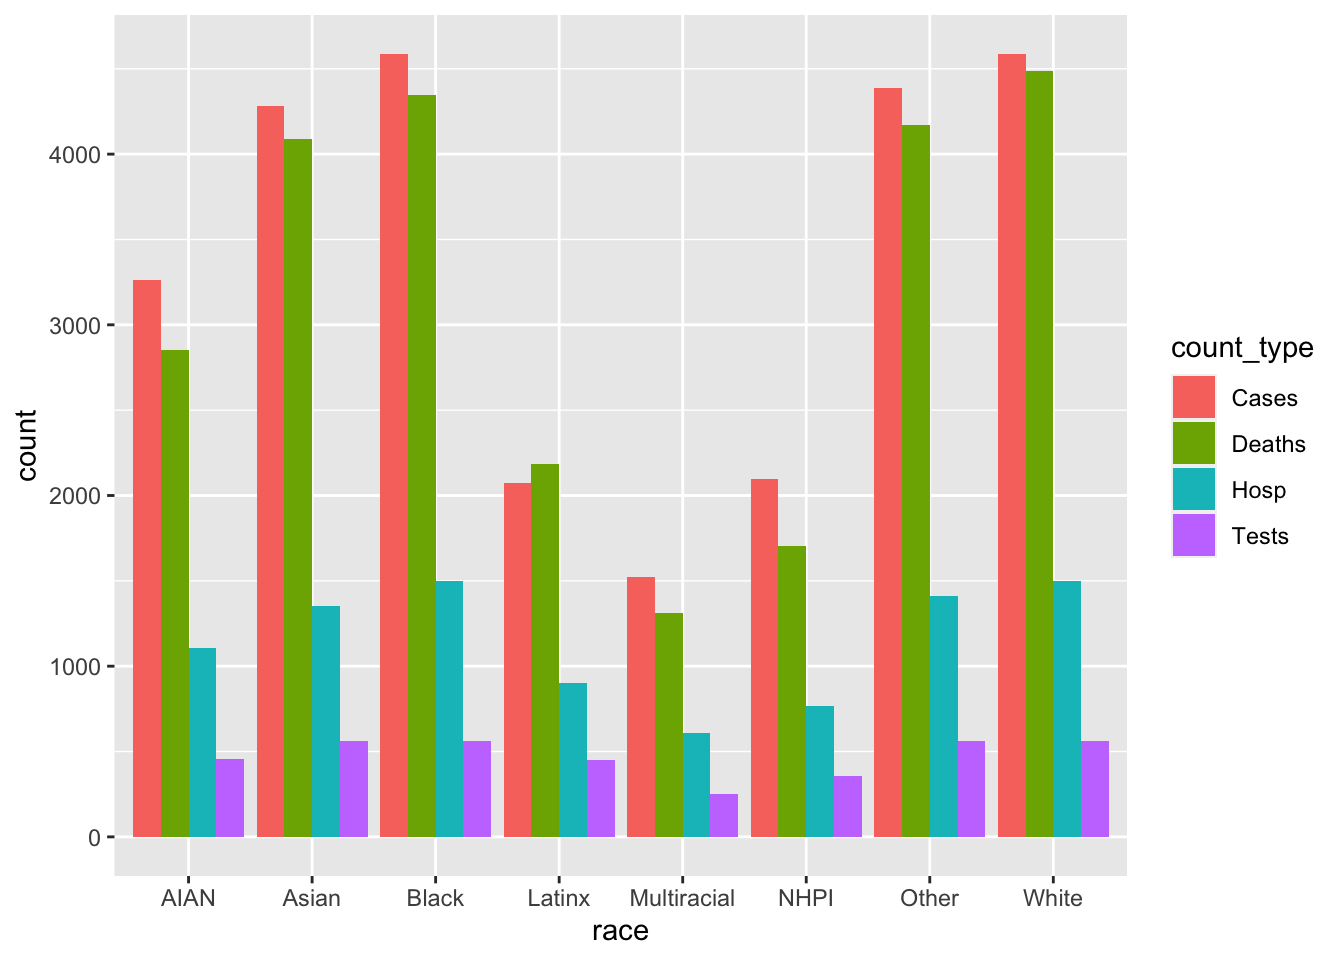 4000
3000
2000
1000
0
count
AIAN Asian Black Latinx Multiracial NHPI Other White
race
count_type
Cases
Deaths
Hosp
Tests